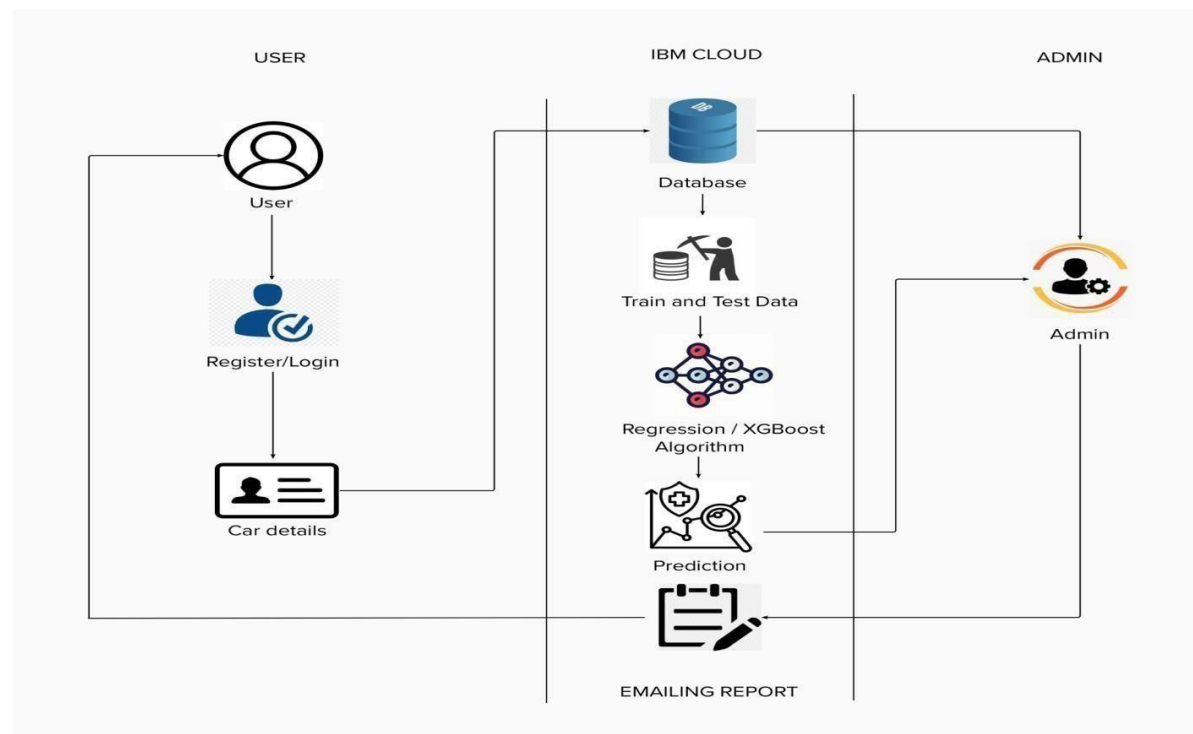 USER
IBM CLOUD
ADMIN
DB
Database
User
Train and Test Data
Admin
Register/Login
Regression / XGBoost
Algorithm
Car details
Prediction
EMAILING REPORT